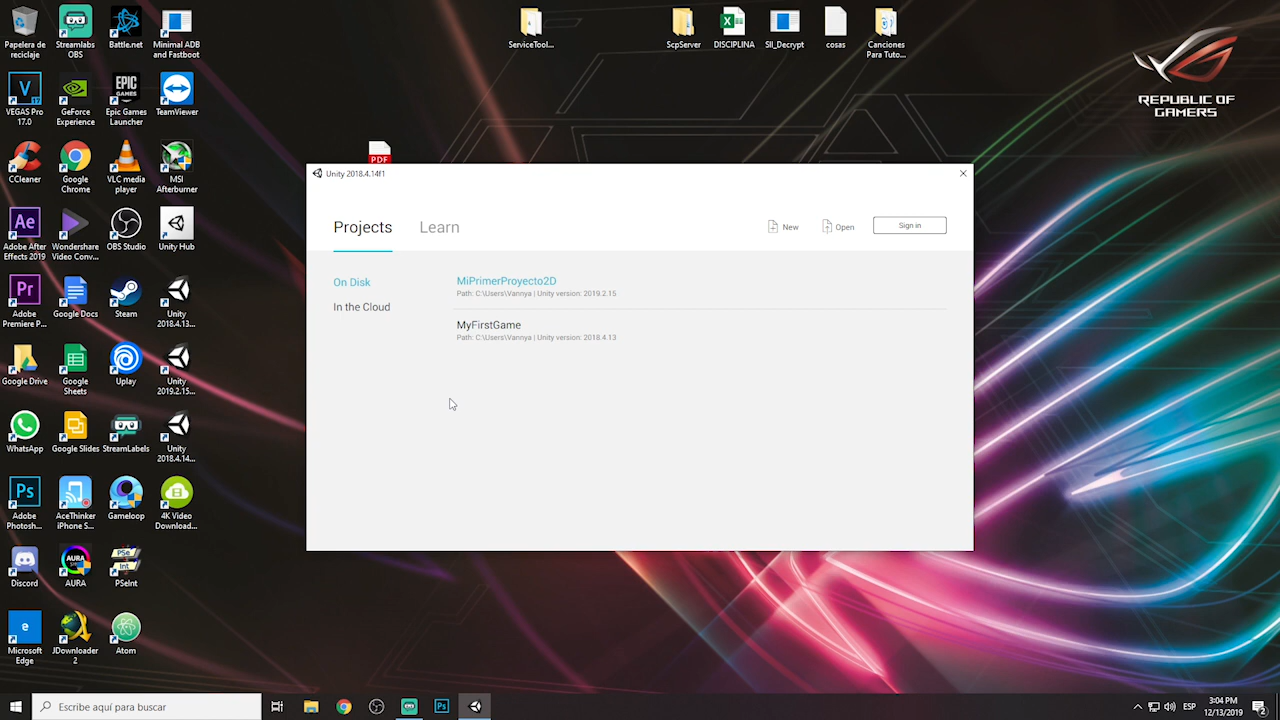 Papelera de
reciclaje
Streamlabs
OBS
Battle.net
Minimal ADB
and Fastboot
ServiceTool...
ScpServer
DISCIPLINA
SII_Decrypt
cosas
Canciones
Para Tuto...
REPUBLIC OF
GAMERS
VEGAS Pro
17.0
GeForce
Experience
EPIC
GAMES
Epic Games
Launcher
TeamViewer
CCleaner
Google
Chrome
VLC media
player
MSI
Afterburner
PDF
Adobe After
Effects 2019
Wondershare
Video Conv...
OBS Studio
Unity Hub
Adobe
Premiere P...
Google Docs
Steam
Unity
2018.4.13...
Google Drive
Google
Sheets
Uplay
Unity
2019.2.15...
WhatsApp
Google Slides
StreamLabels
Unity
2018.4.14...
Adobe
Photosh...
AceThinker
iPhone S...
Gameloop
4K Video
Download...
Discord
AURA
PSeInt
Microsoft
Edge
JDownloader
2
Atom
Unity 2018.4.14f1
Projects
Learn
New
Open
Sign in
On Disk
In the Cloud
MiPrimerProyecto2D
Path: C:\Users\Vannya | Unity version: 2019.2.15
MyFirstGame
Path: C:\Users\Vannya | Unity version: 2018.4.13
Escribe aquí para buscar
ESP
3:04 PM
12/13/2019
2